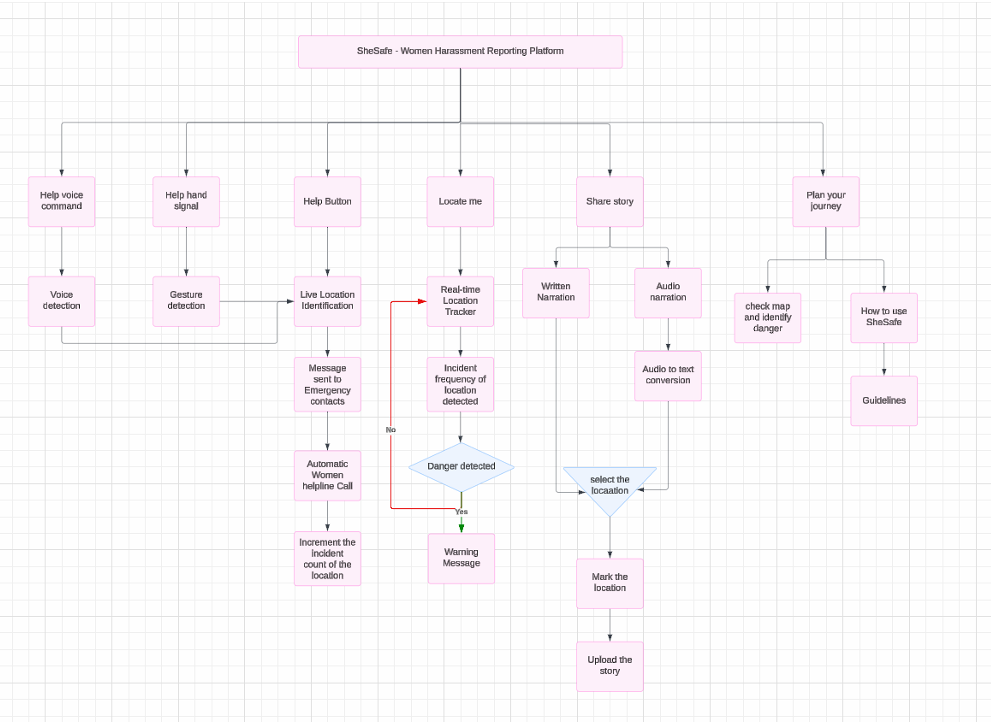 SheSafe - Women Harassment Reporting Platform
Help voice
command
Help hand
signal
Help Button
Locate me
Share story
Plan your
journey
Voice
detection
Gesture
detection
Live Location
Identification
Real-time
Location
Tracker
Written
Narration
Audio
narration
check map
and identify
danger
How to use
SheSafe
Message
sent to
Emergency
contacts
Incident
frequency of
location
detected
Audio to text
conversion
Guidelines
No
Automatic
Women
helpline Call
Danger detected
select the
locaation
Yes
Increment the
incident
count of the
location
Warning
Message
Mark the
location
Upload the
story